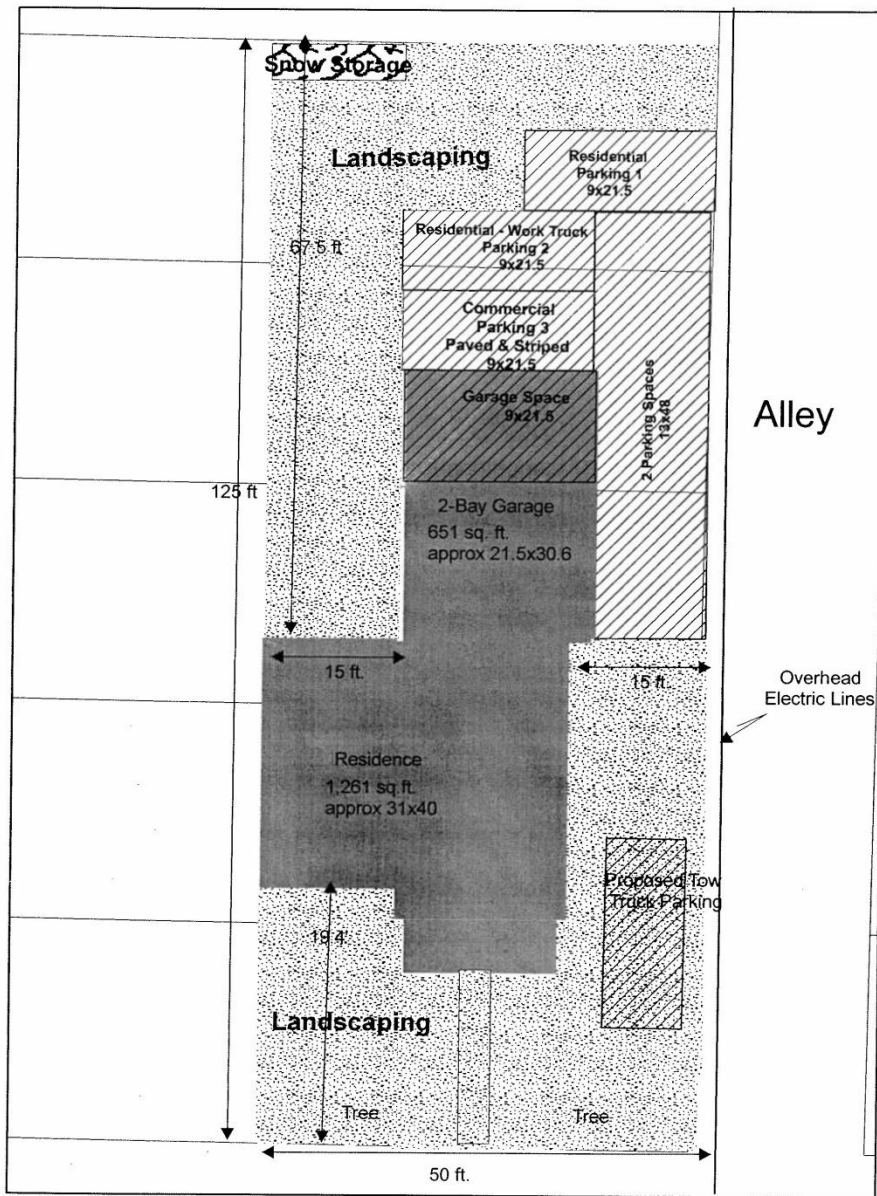 Snow Storage
Landscaping
Residential
Parking 1
9x21.5
67.5 ft
Residential - Work Truck
Parking 2
9x21.5
Commercial
Parking 3
Paved & Striped
9x21.5
Garage Space
9x21.5
2 Parking Spaces
13x48
Alley
125 ft
2-Bay Garage
651 sq. ft.
approx 21.5x30.6
15 ft.
15 ft.
Overhead
Electric Lines
Residence
1,261 sq.ft.
approx 31x40
Proposed Tow
Truck Parking
19.4'
Landscaping
Tree
Tree
50 ft.